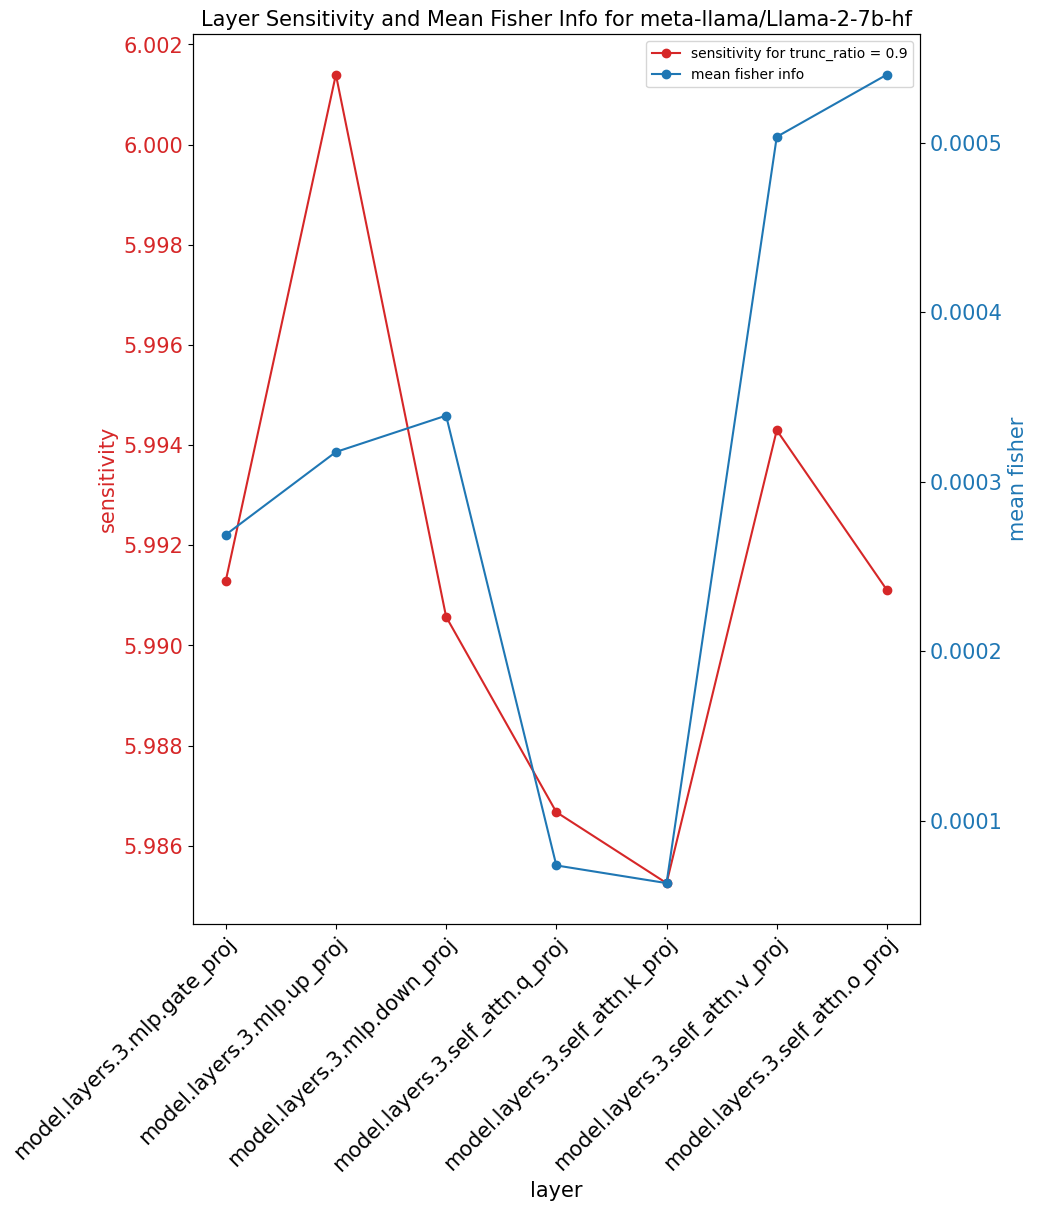 Layer Sensitivity and Mean Fisher Info for meta-llama/Llama-2-7b-hf
sensitivity for trunc_ratio = 0.9
mean fisher info
6.002
6.000
5.998
5.996
5.994
5.992
5.990
5.988
5.986
sensitivity
0.0005
0.0004
0.0003
0.0002
0.0001
mean fisher
model.layers.3.mlp.gate_proj
model.layers.3.mlp.up_proj
model.layers.3.mlp.down_proj
model.layers.3.self_attn.q_proj
model.layers.3.self_attn.k_proj
model.layers.3.self_attn.v_proj
model.layers.3.self_attn.o_proj
layer